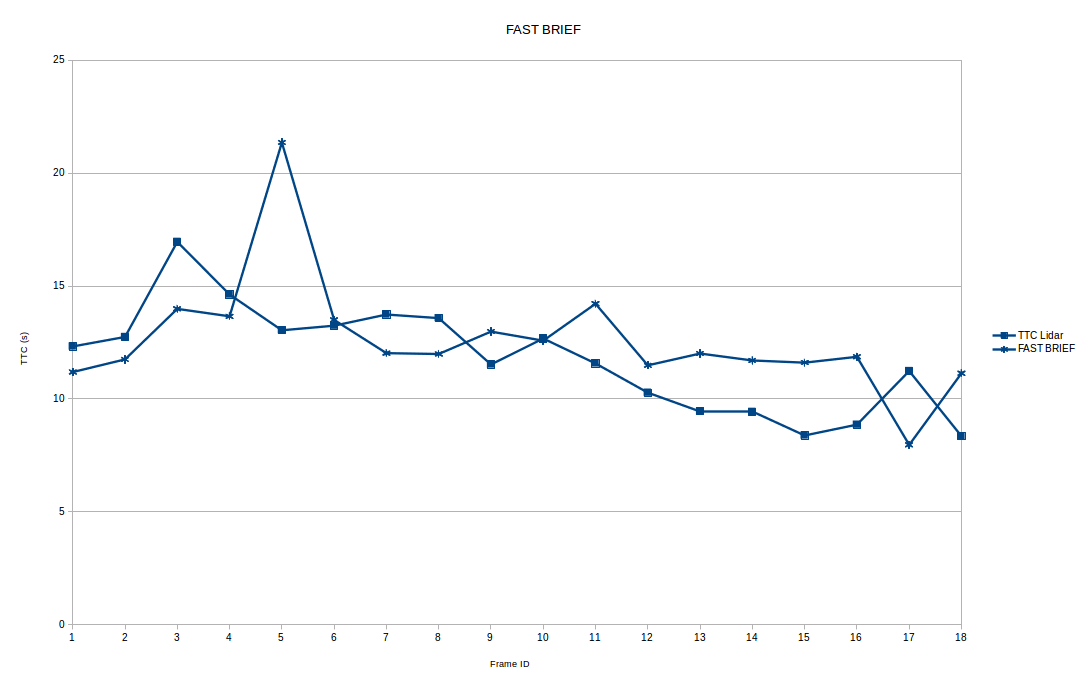 FAST BRIEF
25
20
15
10
5
0
TTC (s)
1 2 3 4 5 6 7 8 9 10 11 12 13 14 15 16 17 18
Frame ID
TTC Lidar
FAST BRIEF